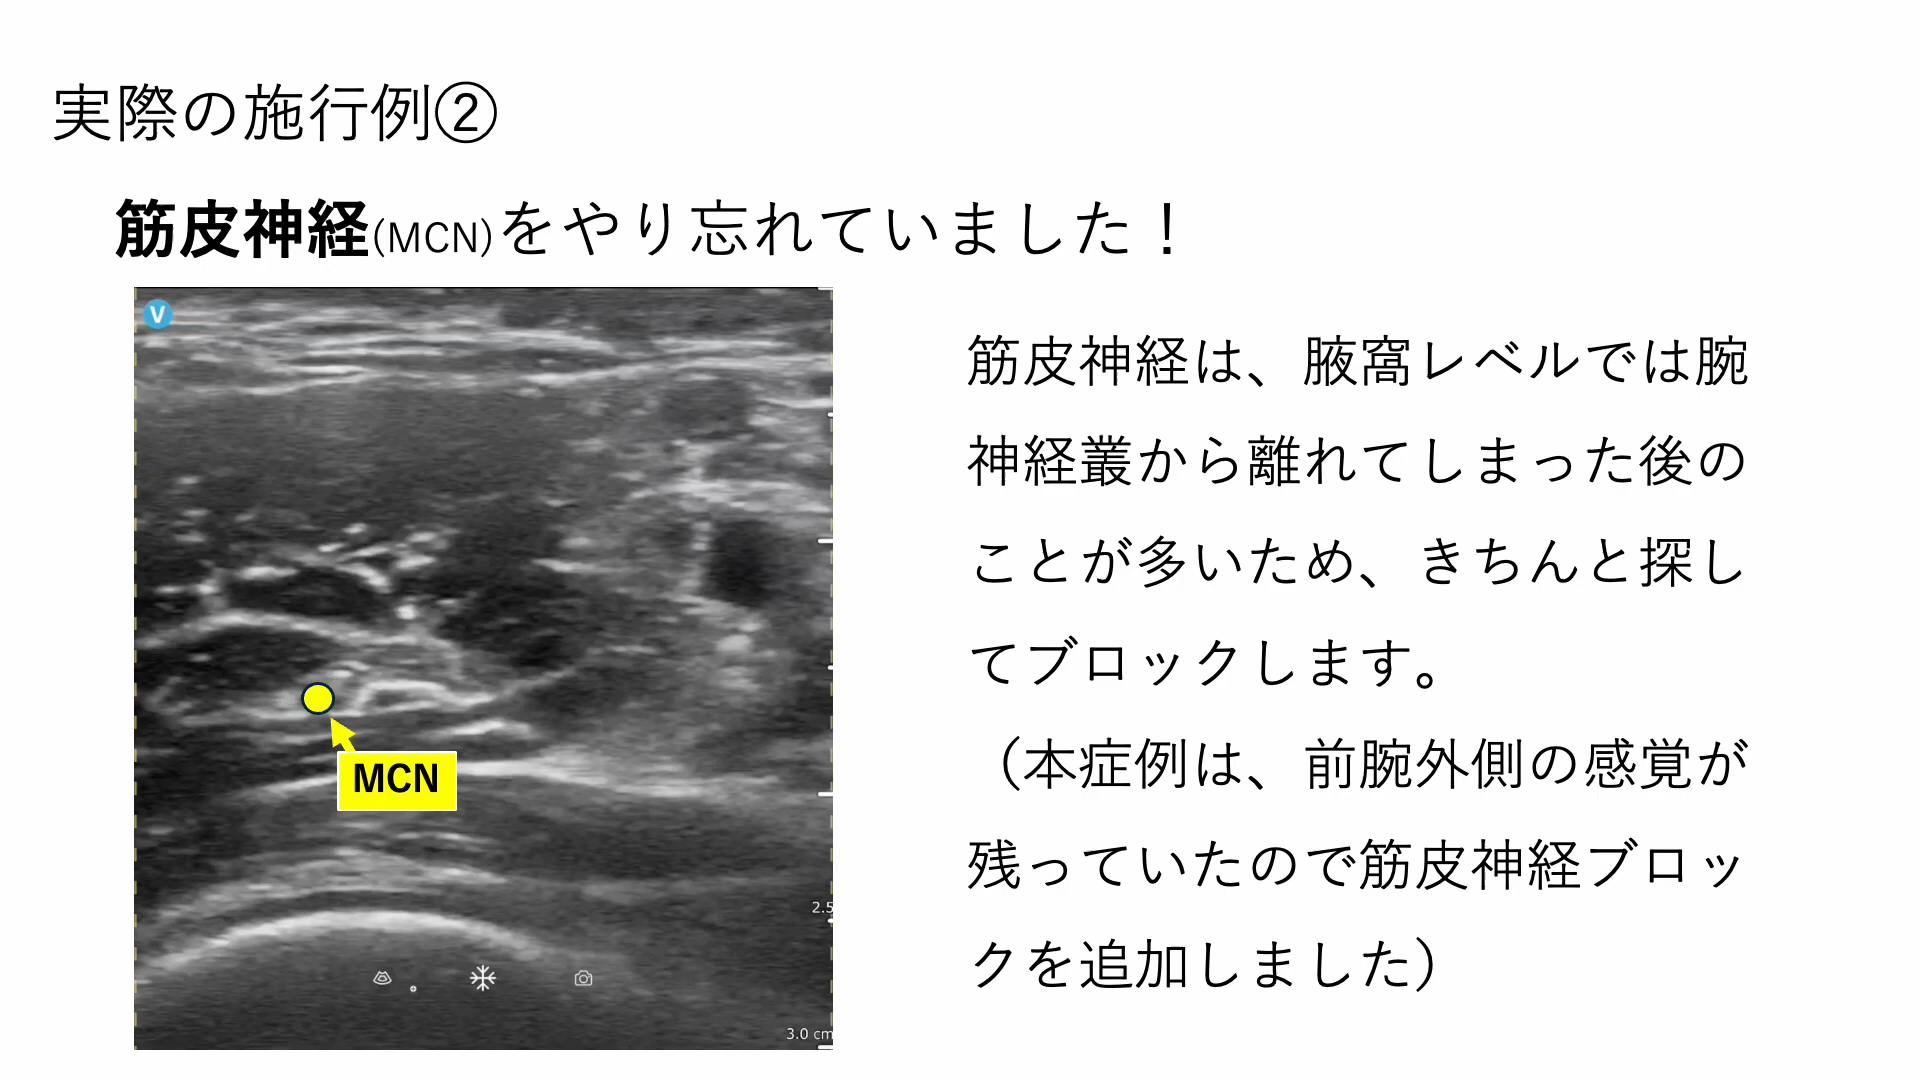 実際の施行例②
筋皮神経(MCN)をやり忘れていました！
V
筋皮神経は、腋窩レベルでは腕
神経叢から離れてしまった後の
ことが多いため、きちんと探し
てブロックします。
（本症例は、前腕外側の感覚が
残っていたので筋皮神経ブロッ
クを追加しました）
MCN
2.5
3.0 cm